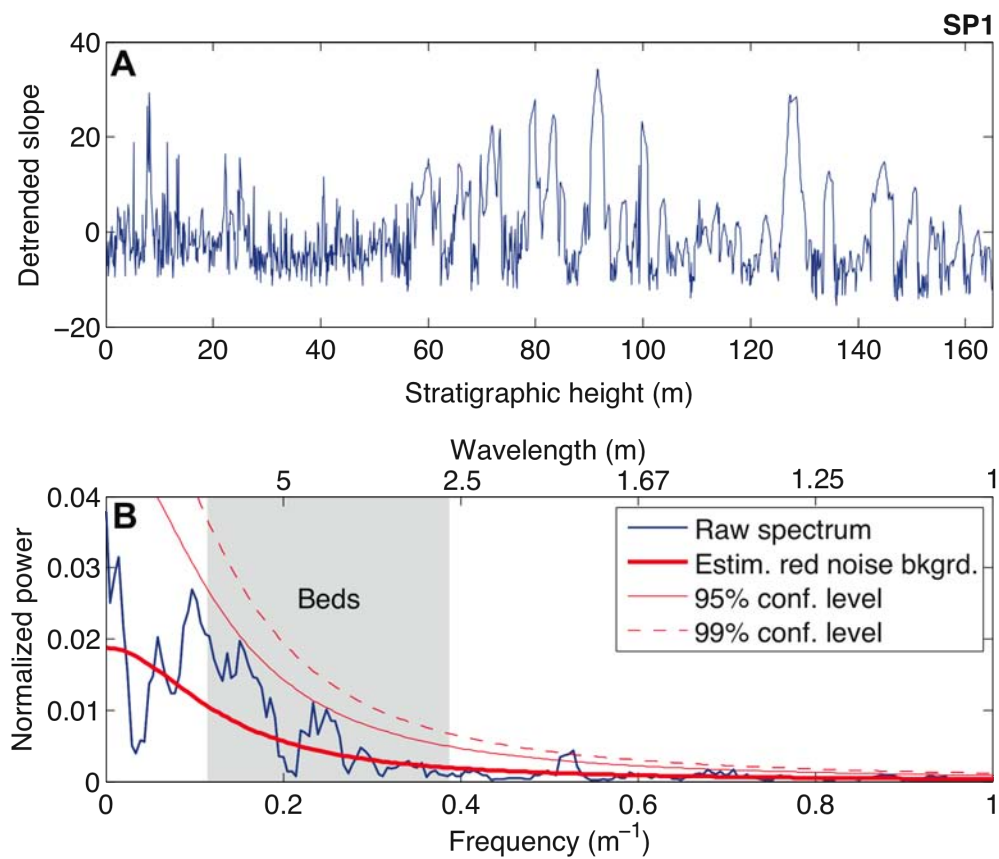 SP1
A
Detrended slope
40
20
0
−20
0 20 40 60 80 100 120 140 160
Stratigraphic height (m)
Wavelength (m)
5 2.5 1.67 1.25 1
B
Normalized power
0.04
0.03
0.02
0.01
0
Beds
Raw spectrum
Estim. red noise bkgrd.
95% conf. level
99% conf. level
0 0.2 0.4 0.6 0.8 1
Frequency (m⁻¹)